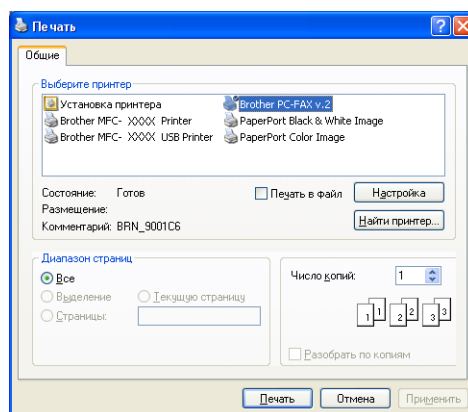 Печать
Общие
Выберите принтер
Установка принтера Brother PC-FAX v.2
Brother MFC- XXXX Printer PaperPort Black & White Image
Brother MFC- XXXX USB Printer PaperPort Color Image
Состояние: Готов Печать в файл Настройка
Размещение:
Комментарий: BRN_9001C6 Найти принтер...
Диапазон страниц
Все Число копий: 1
Выделение Текущую страницу
Страницы:
1 1 2 2 3 3
Разобрать по копиям
Печать Отмена Применить